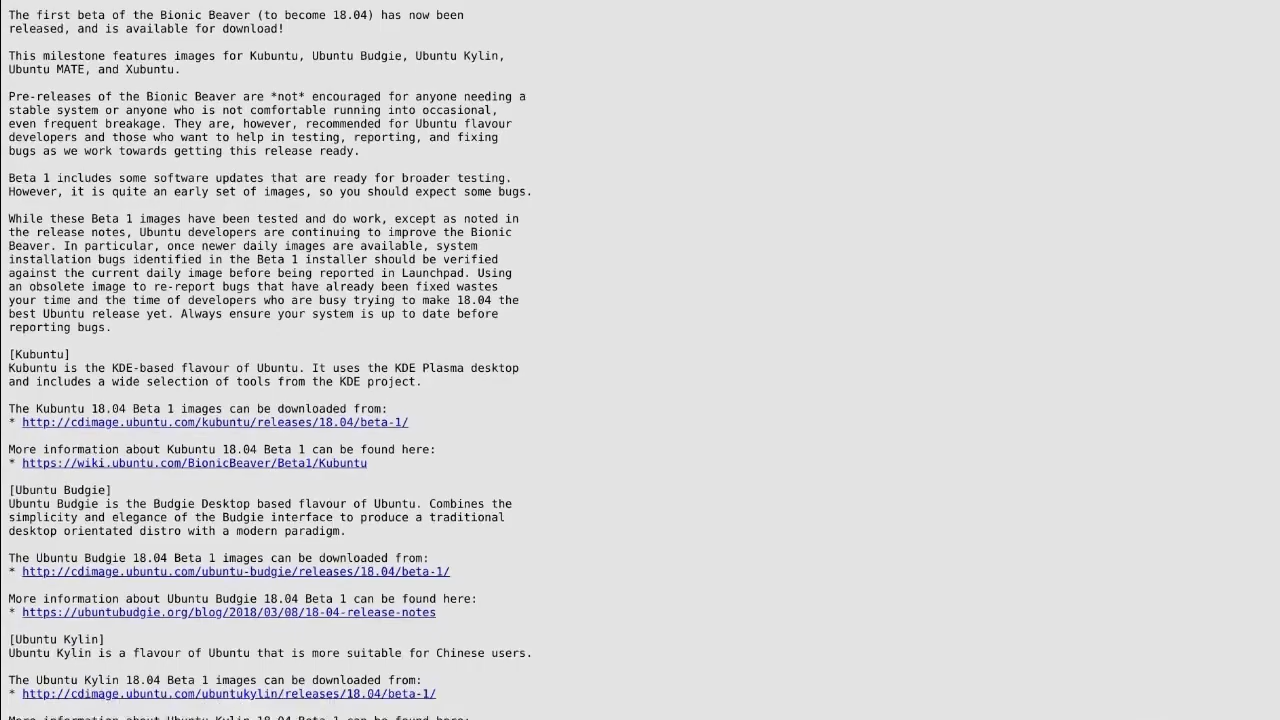 The first beta of the Bionic Beaver (to become 18.04) has now been
released, and is available for download!
This milestone features images for Kubuntu, Ubuntu Budgie, Ubuntu Kylin,
Ubuntu MATE, and Xubuntu.
Pre-releases of the Bionic Beaver are *not* encouraged for anyone needing a
stable system or anyone who is not comfortable running into occasional,
even frequent breakage. They are, however, recommended for Ubuntu flavour
developers and those who want to help in testing, reporting, and fixing
bugs as we work towards getting this release ready.
Beta 1 includes some software updates that are ready for broader testing.
However, it is quite an early set of images, so you should expect some bugs.
While these Beta 1 images have been tested and do work, except as noted in
the release notes, Ubuntu developers are continuing to improve the Bionic
Beaver. In particular, once newer daily images are available, system
installation bugs identified in the Beta 1 installer should be verified
against the current daily image before being reported in Launchpad. Using
an obsolete image to re-report bugs that have already been fixed wastes
your time and the time of developers who are busy trying to make 18.04 the
best Ubuntu release yet. Always ensure your system is up to date before
reporting bugs.
[Kubuntu]
Kubuntu is the KDE-based flavour of Ubuntu. It uses the KDE Plasma desktop
and includes a wide selection of tools from the KDE project.
The Kubuntu 18.04 Beta 1 images can be downloaded from:
* http://cdimage.ubuntu.com/kubuntu/releases/18.04/beta-1/
More information about Kubuntu 18.04 Beta 1 can be found here:
* https://wiki.ubuntu.com/BionicBeaver/Beta1/Kubuntu
[Ubuntu Budgie]
Ubuntu Budgie is the Budgie Desktop based flavour of Ubuntu. Combines the
simplicity and elegance of the Budgie interface to produce a traditional
desktop orientated distro with a modern paradigm.
The Ubuntu Budgie 18.04 Beta 1 images can be downloaded from:
* http://cdimage.ubuntu.com/ubuntu-budgie/releases/18.04/beta-1/
More information about Ubuntu Budgie 18.04 Beta 1 can be found here:
* https://ubuntubudgie.org/blog/2018/03/08/18-04-release-notes
[Ubuntu Kylin]
Ubuntu Kylin is a flavour of Ubuntu that is more suitable for Chinese users.
The Ubuntu Kylin 18.04 Beta 1 images can be downloaded from:
* http://cdimage.ubuntu.com/ubuntukylin/releases/18.04/beta-1/
More information about Ubuntu Kylin 18.04 Beta 1 can be found here: